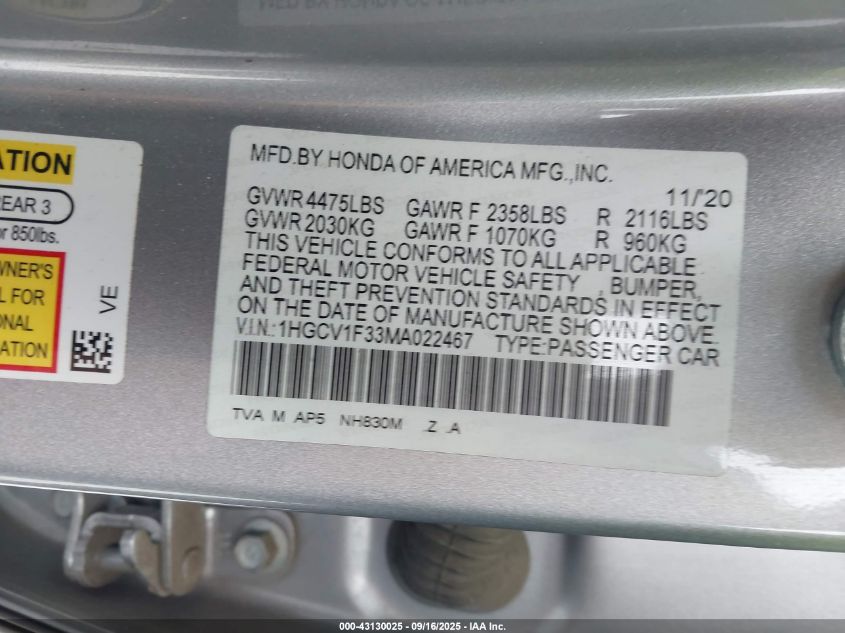 ATION
REAR 3
or 850lbs.
WNER'S
L FOR
ONAL
ATION
VE
MFD.BY HONDA OF AMERICA MFG.,INC.
11/20
GVWR 4475LBS GAWR F 2358LBS R 2116LBS
GVWR 2030KG GAWR F 1070KG R 960KG
THIS VEHICLE CONFORMS TO ALL APPLICABLE
FEDERAL MOTOR VEHICLE SAFETY , BUMPER,
AND THEFT PREVENTION STANDARDS IN EFFECT
ON THE DATE OF MANUFACTURE SHOWN ABOVE.
V.I.N.:1HGCV1F33MA022467 TYPE:PASSENGER CAR
TVA M AP5 NH830M .Z .A
000-43130025 - 09/16/2025 - IAA Inc.